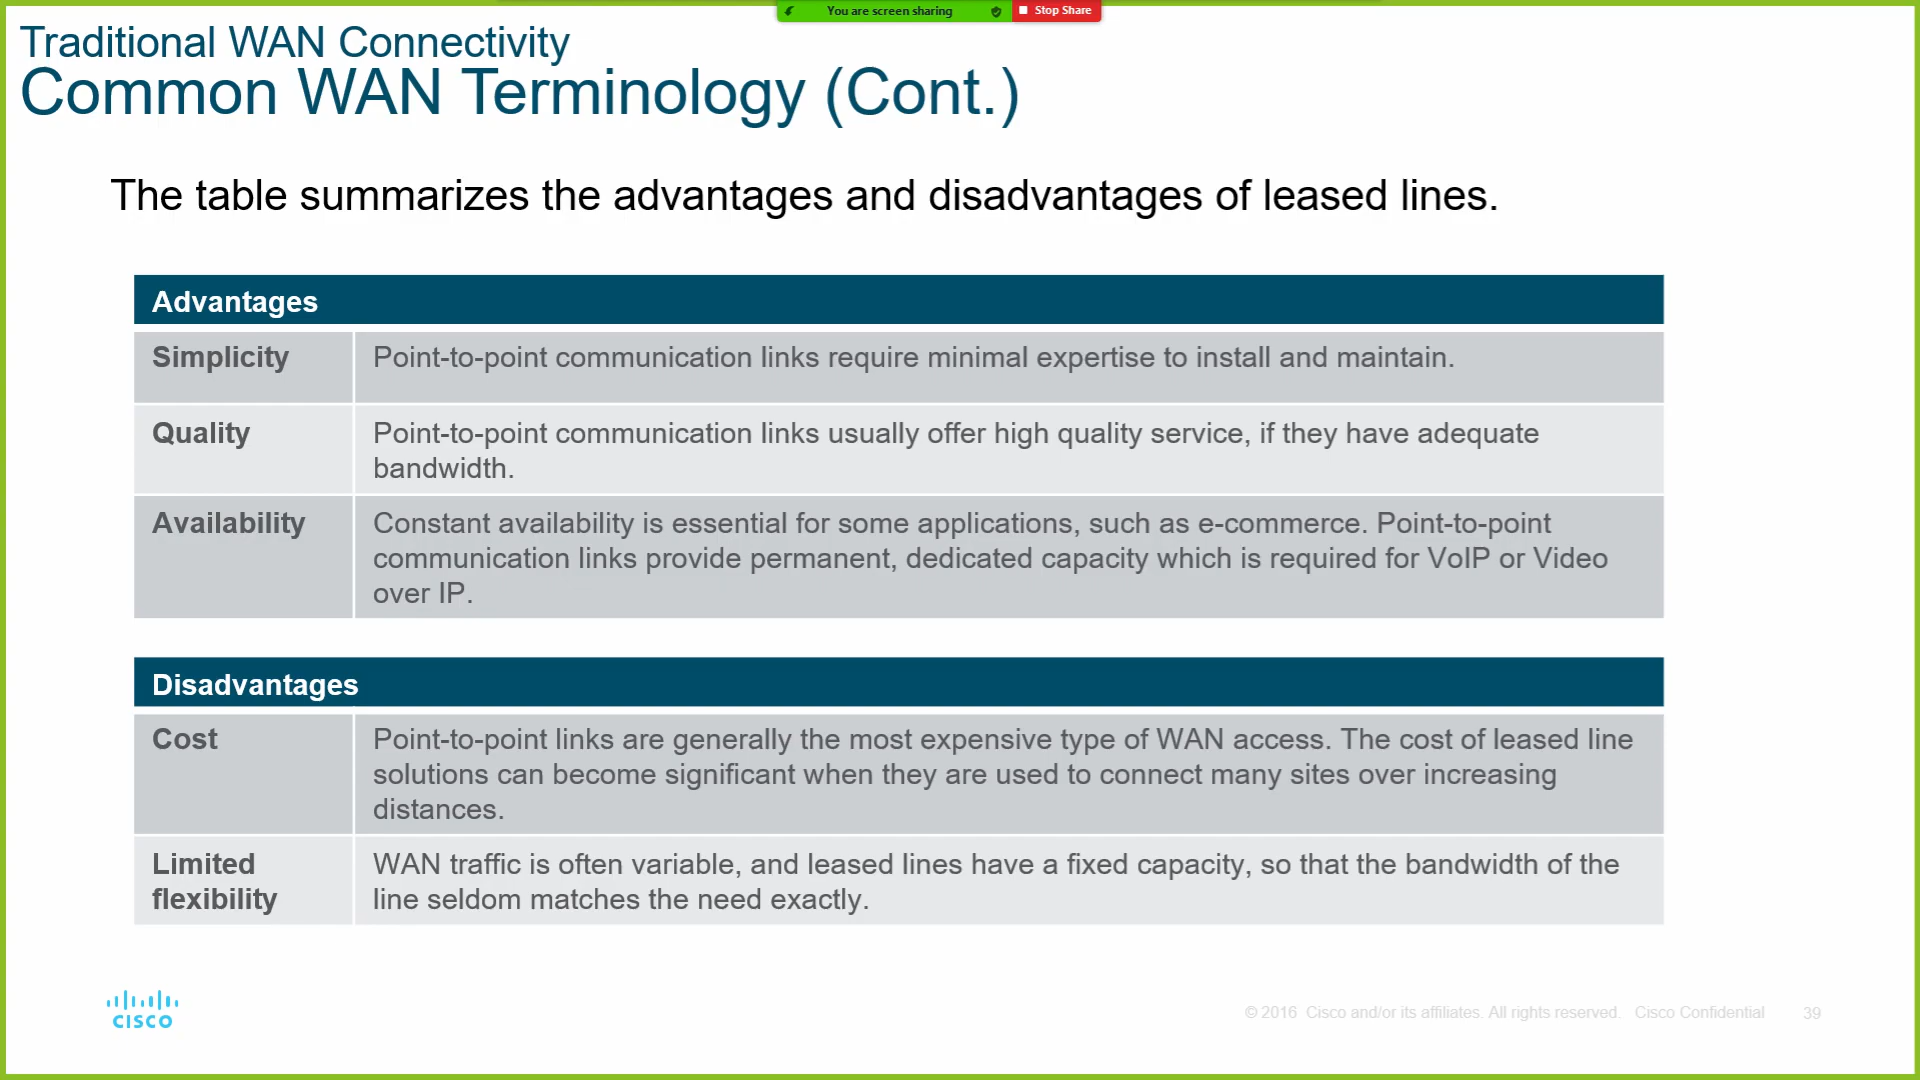 You are screen sharing
Stop Share
Traditional WAN Connectivity
Common WAN Terminology (Cont.)
The table summarizes the advantages and disadvantages of leased lines.
Advantages
Simplicity
Point-to-point communication links require minimal expertise to install and maintain.
Quality
Point-to-point communication links usually offer high quality service, if they have adequate
bandwidth.
Availability
Constant availability is essential for some applications, such as e-commerce. Point-to-point
communication links provide permanent, dedicated capacity which is required for VoIP or Video
over IP.
Disadvantages
Cost
Point-to-point links are generally the most expensive type of WAN access. The cost of leased line
solutions can become significant when they are used to connect many sites over increasing
distances.
Limited
flexibility
WAN traffic is often variable, and leased lines have a fixed capacity, so that the bandwidth of the
line seldom matches the need exactly.
CISCO
© 2016 Cisco and/or its affiliates. All rights reserved. Cisco Confidential
39